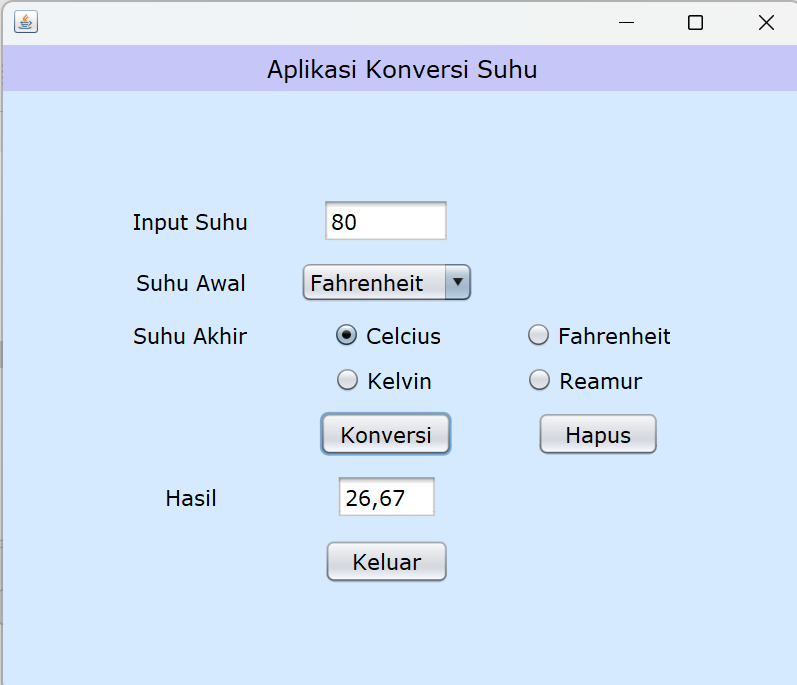 Aplikasi Konversi Suhu
Input Suhu 80
Suhu Awal Fahrenheit
Suhu Akhir Celcius Fahrenheit
Kelvin Reamur
Konversi Hapus
Hasil 26,67
Keluar